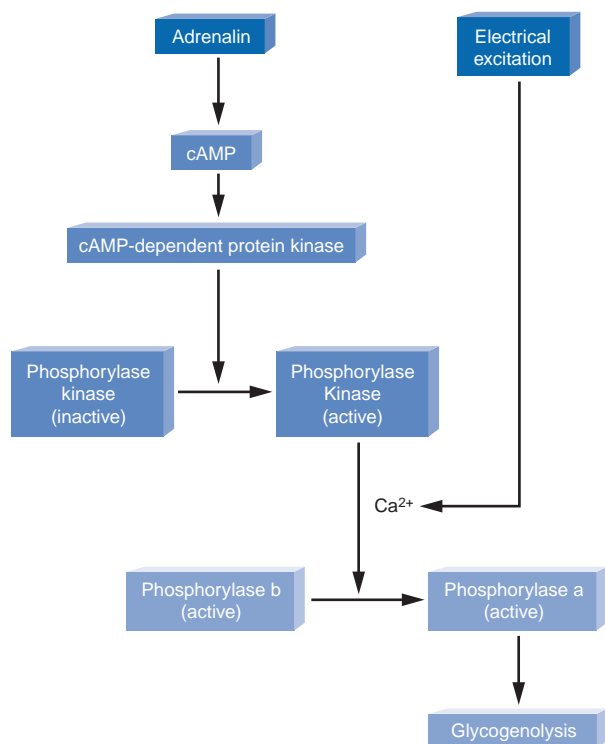 Adrenalin
Electrical
excitation
cAMP
cAMP-dependent protein kinase
Phosphorylase
kinase
(inactive)
Phosphorylase
Kinase
(active)
Ca²⁺
Phosphorylase b
(active)
Phosphorylase a
(active)
Glycogenolysis